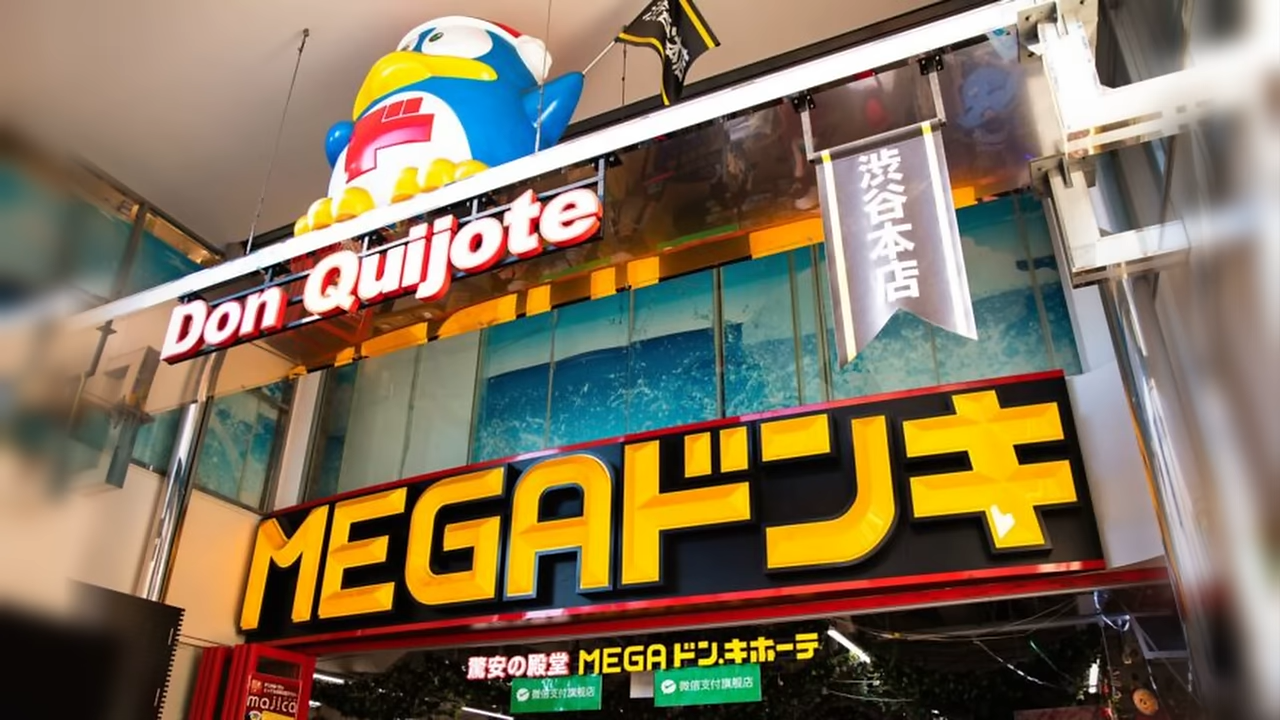 ド
Don Quijote
渋谷本店
MEGAドンキ
驚安の殿堂 MEGAドン.キホーテ
微信支付旗舰店
微信支付旗舰店
majica